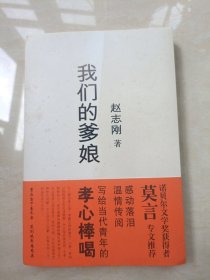 我们的爹娘
赵志刚 著
诺贝尔文学奖获得者
莫言 专文推荐
感动落泪
温情传阅
写给当代青年的
孝心棒喝